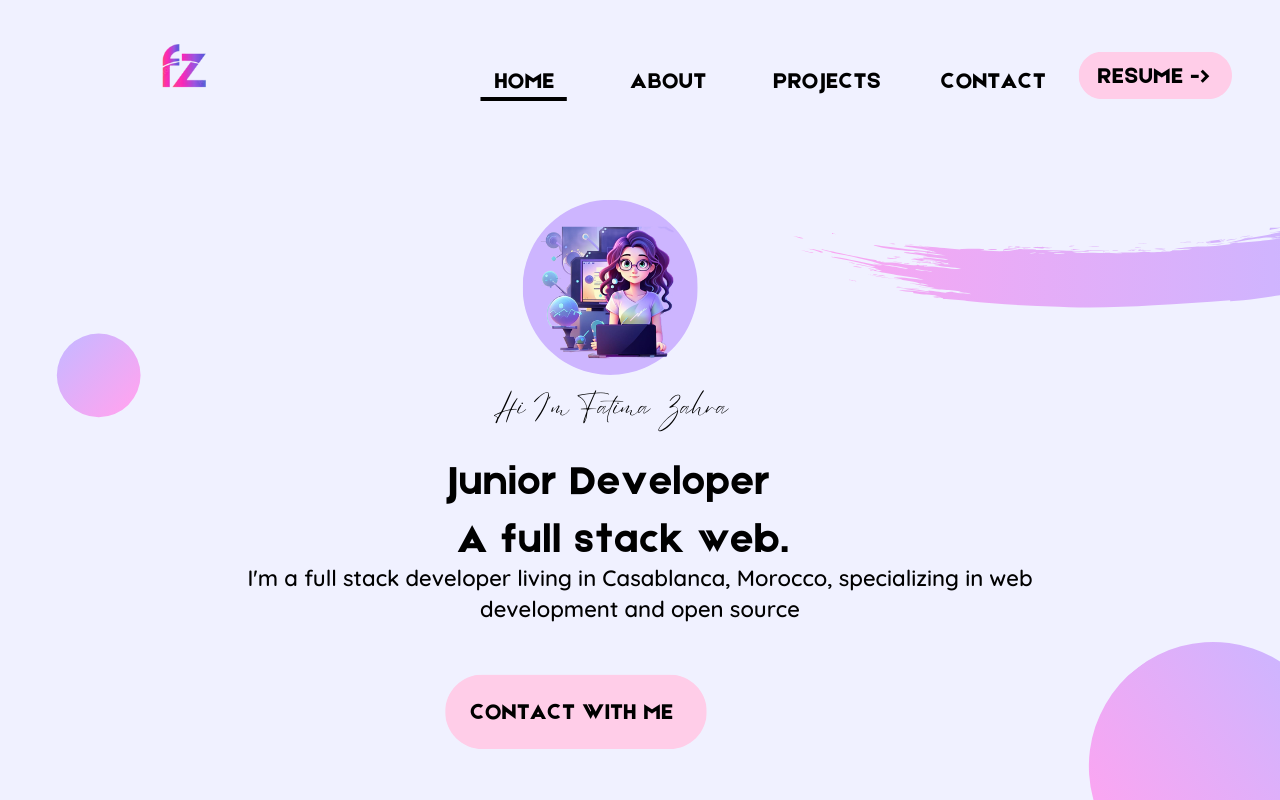 fz
HOME ABOUT PROJECTS CONTACT RESUME ->
Hi I'm Fatima Zahra
Junior Developer
A full stack web.
I'm a full stack developer living in Casablanca, Morocco, specializing in web
development and open source
CONTACT WITH ME